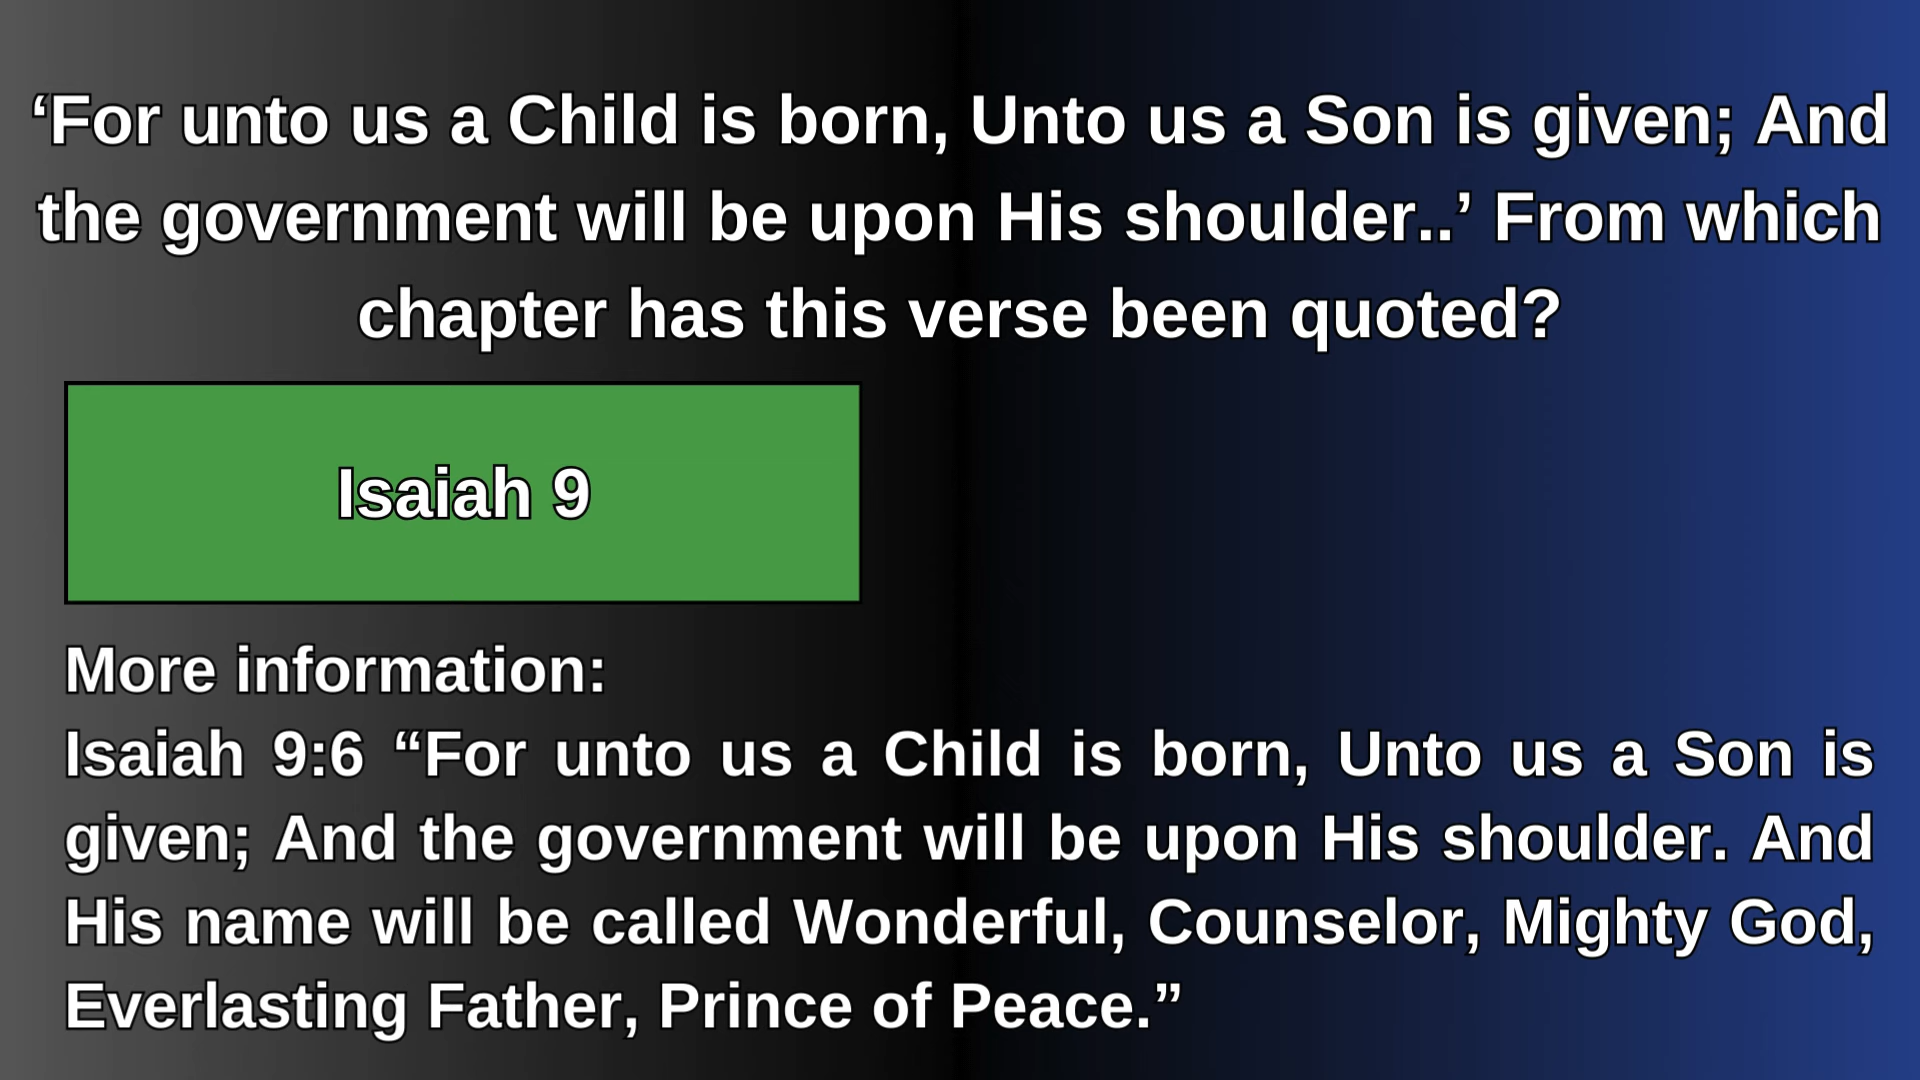 ‘For unto us a Child is born, Unto us a Son is given; And
the government will be upon His shoulder..’ From which
chapter has this verse been quoted?
Isaiah 9
More information:
Isaiah 9:6 “For unto us a Child is born, Unto us a Son is
given; And the government will be upon His shoulder. And
His name will be called Wonderful, Counselor, Mighty God,
Everlasting Father, Prince of Peace.”